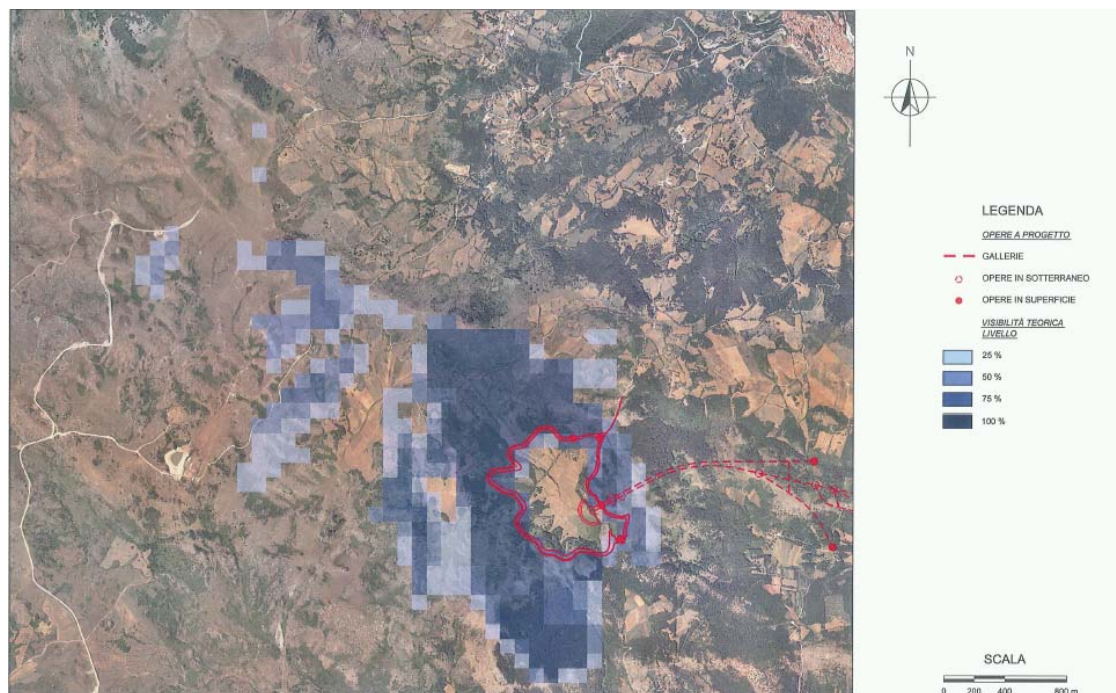 N
LEGENDA
OPERE A PROGETTO
GALLERIE
OPERE IN SOTTERRANEO
OPERE IN SUPERFICIE
VISIBILITÀ TEORICA
LIVELLO
25 %
50 %
75 %
100 %
SCALA
0 200 400 800 m